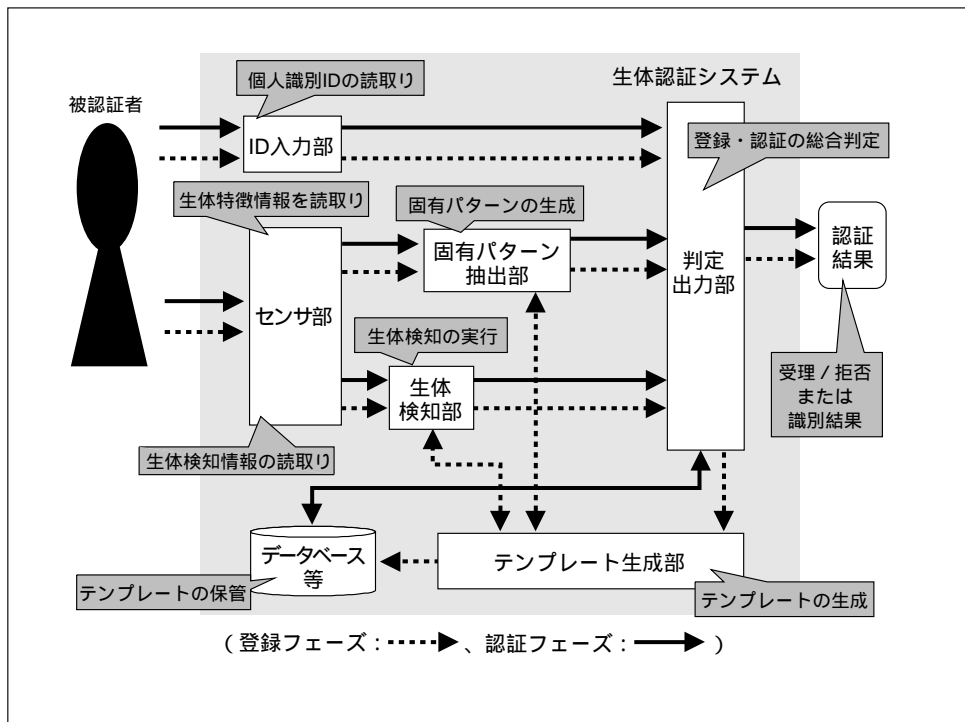 個人識別IDの読取り
生体認証システム
被認証者
ID入力部
登録・認証の総合判定
生体特徴情報を読取り
固有パターンの生成
固有パターン
抽出部
センサ部
判定
出力部
認証
結果
生体検知の実行
生体
検知部
受理/拒否
または
識別結果
生体検知情報の読取り
データベース
等
テンプレート生成部
テンプレートの保管
テンプレートの生成
(登録フェーズ: 、認証フェーズ: )